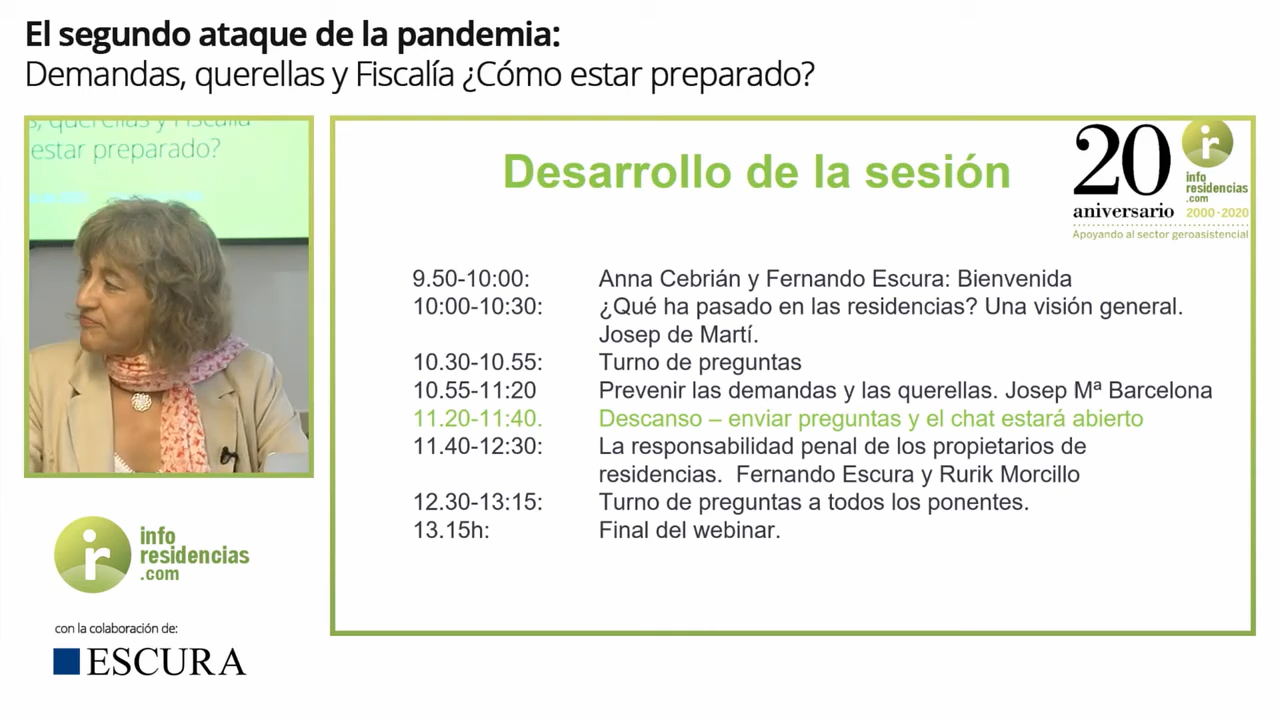 El segundo ataque de la pandemia:
Demandas, querellas y Fiscalía ¿Cómo estar preparado?
s, querellas y Fiscalía
estar preparado?
Desarrollo de la sesión
20
aniversario
ir
info
residencias
.com
2000-2020
Apoyando al sector geroasistencial
9.50-10:00: Anna Cebrián y Fernando Escura: Bienvenida
10:00-10:30: ¿Qué ha pasado en las residencias? Una visión general.
Josep de Martí.
10.30-10.55: Turno de preguntas
10.55-11:20 Prevenir las demandas y las querellas. Josep Mª Barcelona
11.20-11:40. Descanso – enviar preguntas y el chat estará abierto
11.40-12:30: La responsabilidad penal de los propietarios de
residencias. Fernando Escura y Rurik Morcillo
12.30-13:15: Turno de preguntas a todos los ponentes.
13.15h: Final del webinar.
ir
info
residencias
.com
con la colaboración de:
ESCURA